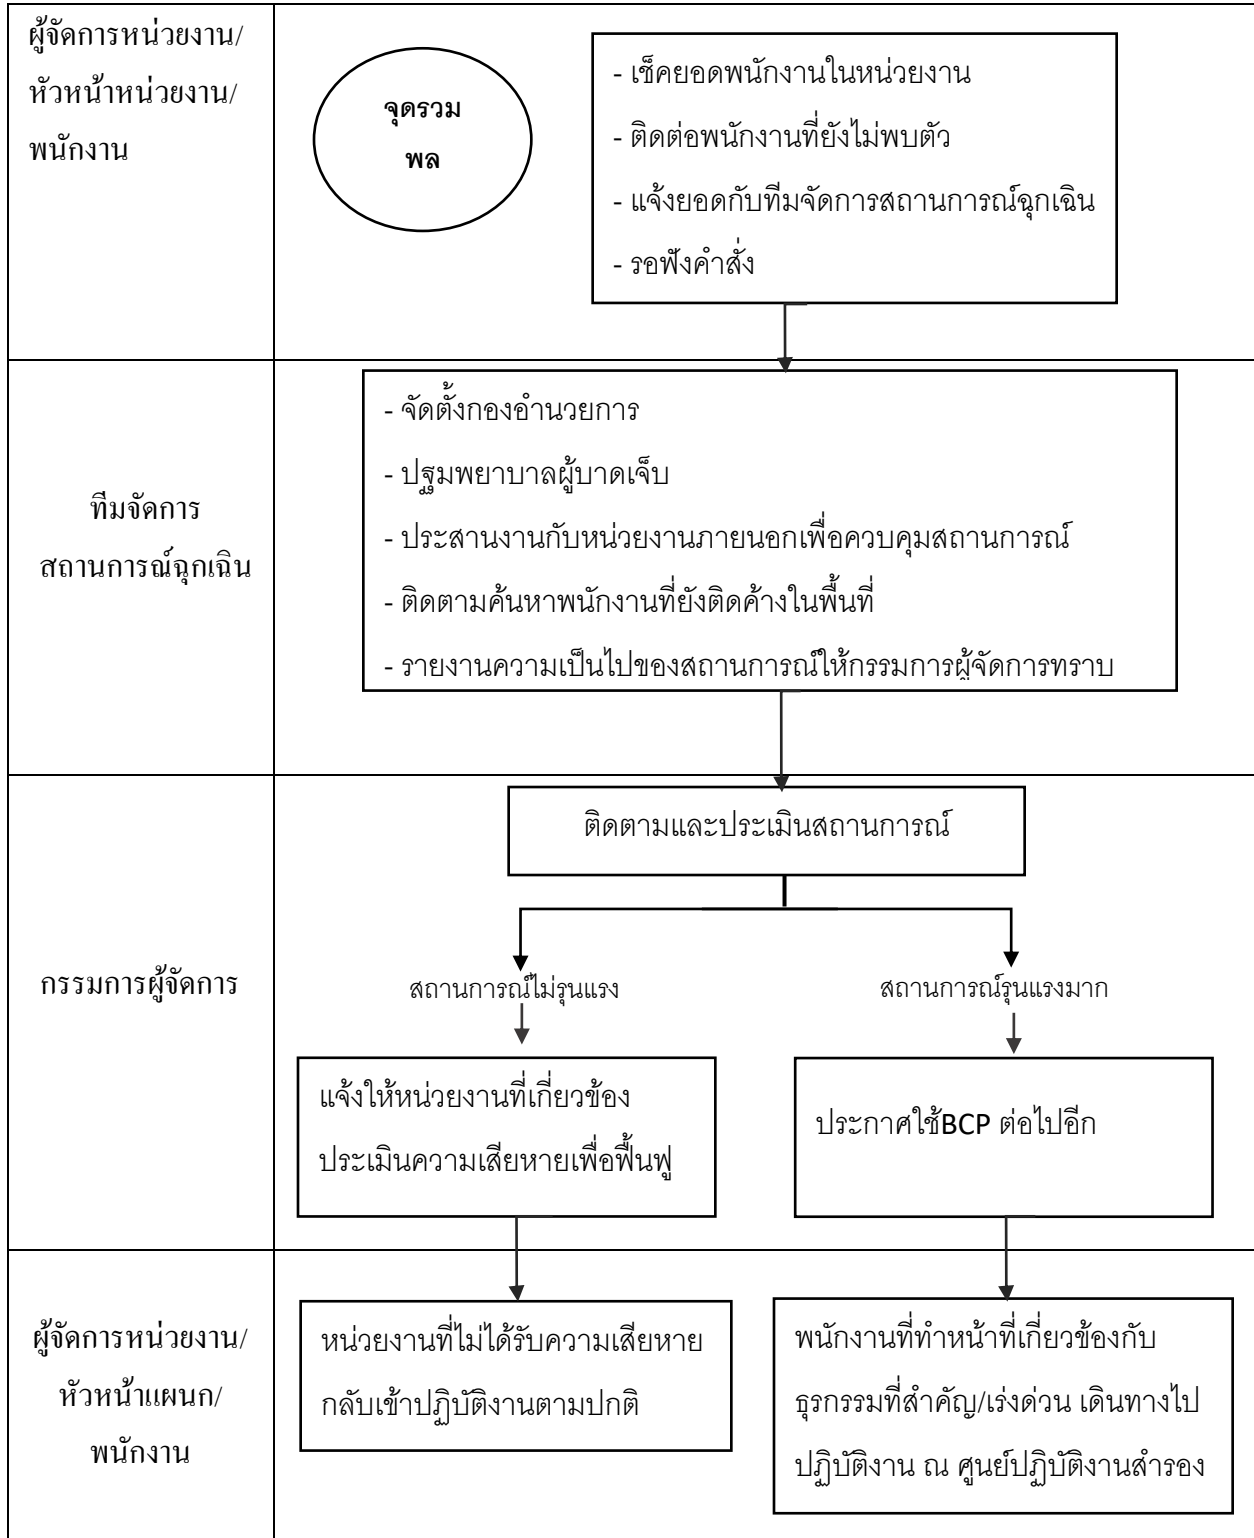 ผู้จัดการหน่วยงาน/
หัวหน้าหน่วยงาน/
พนักงาน
จุดรวม
พล
- เช็คยอดพนักงานในหน่วยงาน
- ติดต่อพนักงานที่ยังไม่พบตัว
- แจ้งยอดกับทีมจัดการสถานการณ์ฉุกเฉิน
- รอฟังคำสั่ง
ทีมจัดการ
สถานการณ์ฉุกเฉิน
- จัดตั้งกองอำนวยการ
- ปฐมพยาบาลผู้บาดเจ็บ
- ประสานงานกับหน่วยงานภายนอกเพื่อควบคุมสถานการณ์
- ติดตามค้นหาพนักงานที่ยังติดค้างในพื้นที่
- รายงานความเป็นไปของสถานการณ์ให้กรรมการผู้จัดการทราบ
กรรมการผู้จัดการ
ติดตามและประเมินสถานการณ์
สถานการณ์ไม่รุนแรง
สถานการณ์รุนแรงมาก
แจ้งให้หน่วยงานที่เกี่ยวข้อง
ประเมินความเสียหายเพื่อฟื้นฟู
ประกาศใช้BCP ต่อไปอีก
ผู้จัดการหน่วยงาน/
หัวหน้าแผนก/
พนักงาน
หน่วยงานที่ไม่ได้รับความเสียหาย
กลับเข้าปฏิบัติงานตามปกติ
พนักงานที่ทำหน้าที่เกี่ยวข้องกับ
ธุรกรรมที่สำคัญ/เร่งด่วน เดินทางไป
ปฏิบัติงาน ณ ศูนย์ปฏิบัติงานสำรอง